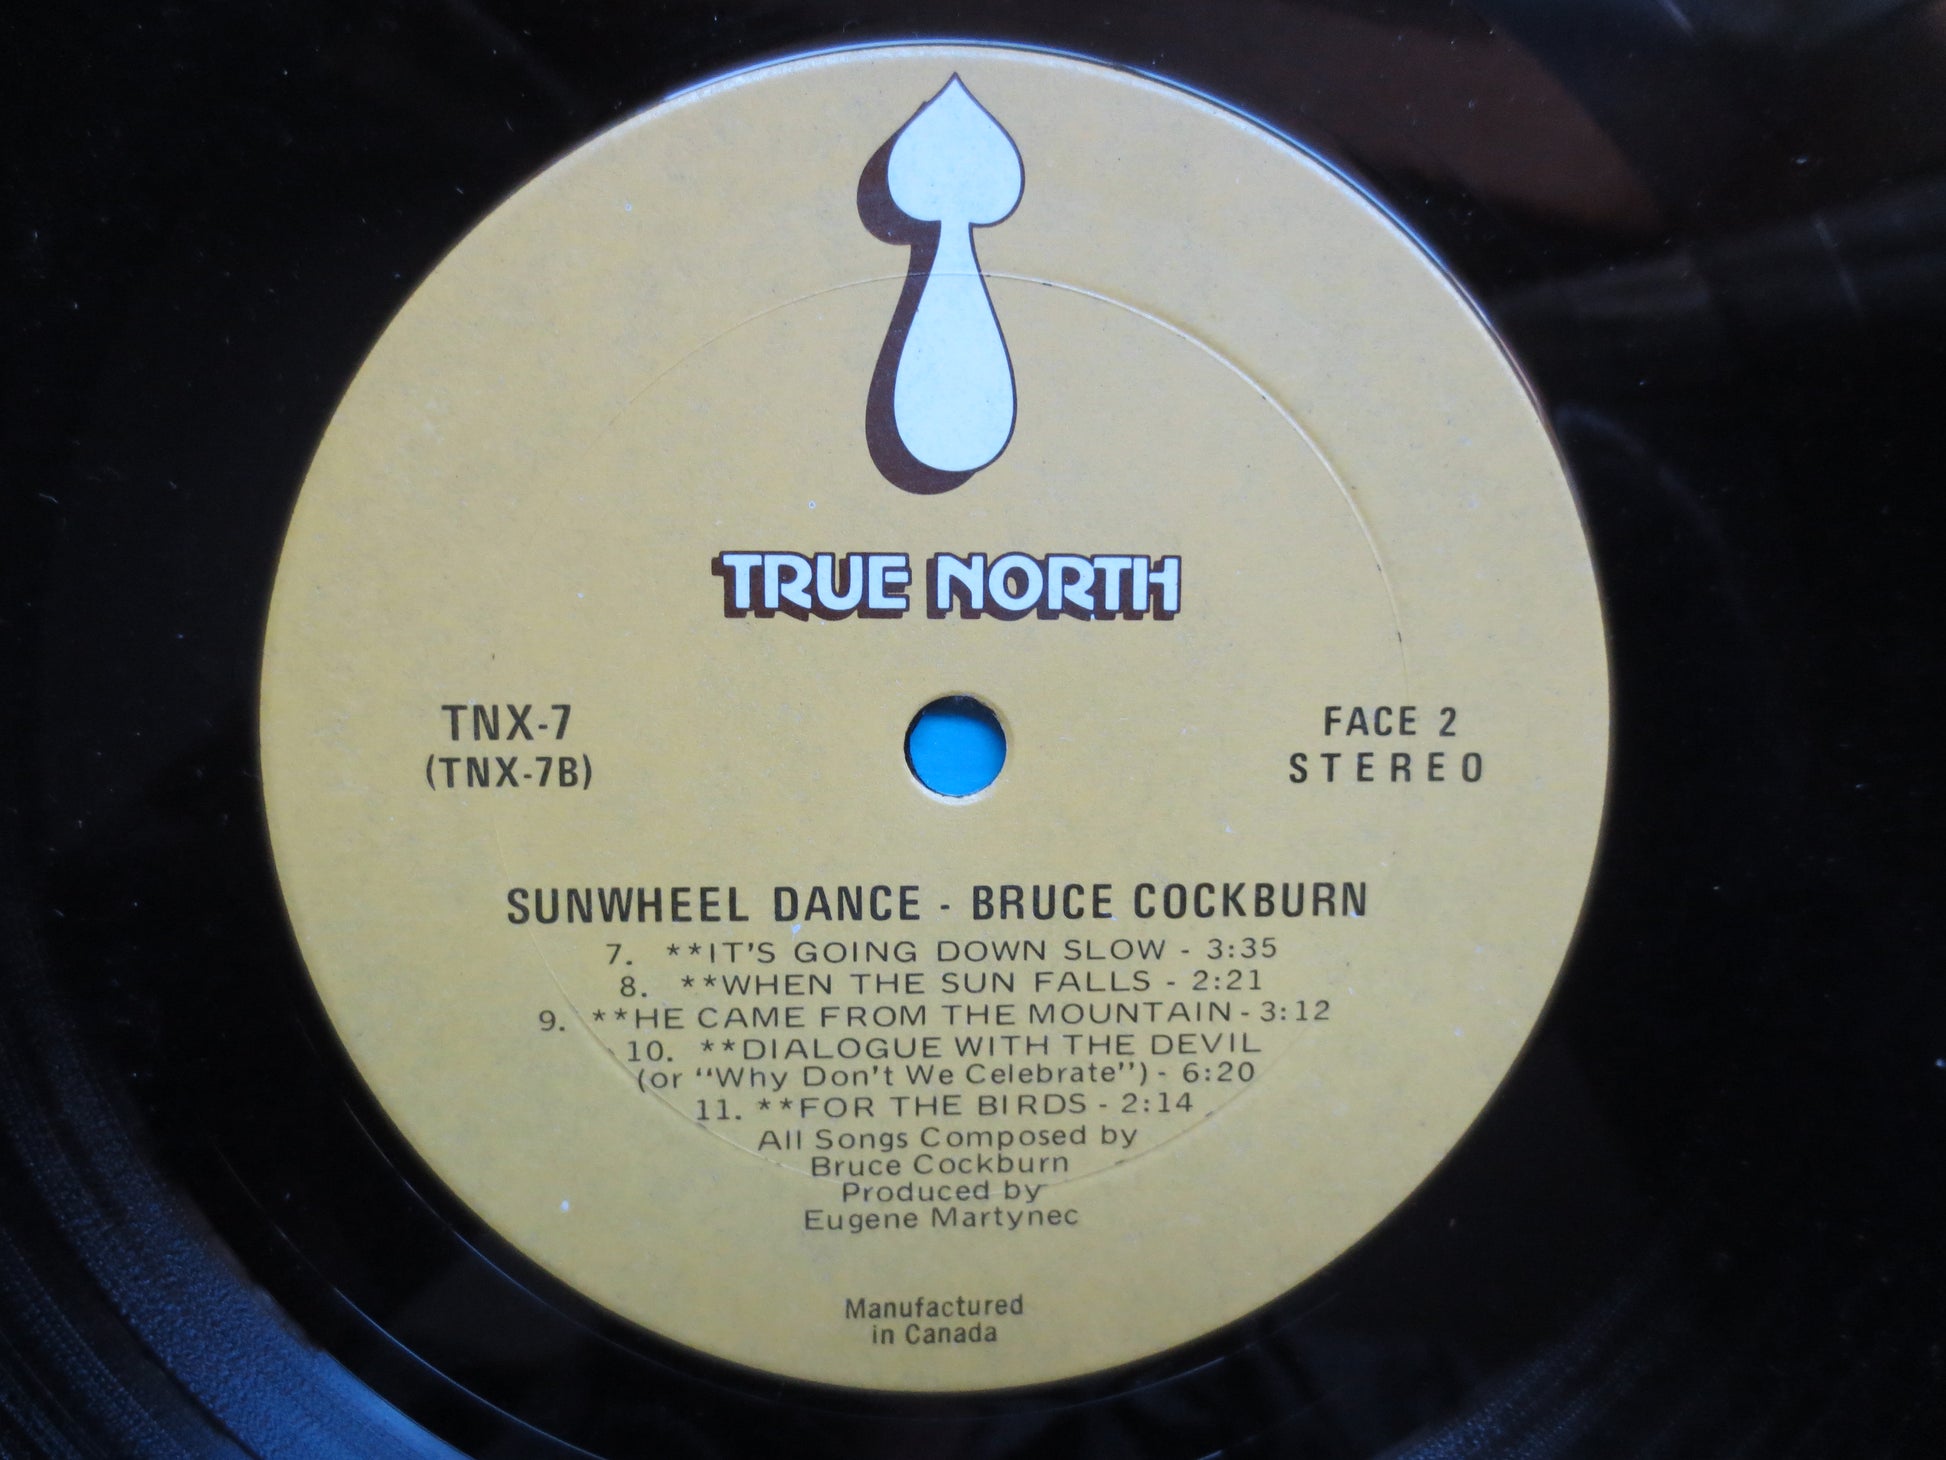 TRUE NORTH
TNX-7
(TNX-7B)
FACE 2
STEREO
SUNWHEEL DANCE - BRUCE COCKBURN
7. **IT'S GOING DOWN SLOW - 3:35
8. **WHEN THE SUN FALLS - 2:21
9. **HE CAME FROM THE MOUNTAIN - 3:12
10. **DIALOGUE WITH THE DEVIL
(or "Why Don't We Celebrate") - 6:20
11. **FOR THE BIRDS - 2:14
All Songs Composed by
Bruce Cockburn
Produced by
Eugene Martynec
Manufactured
in Canada